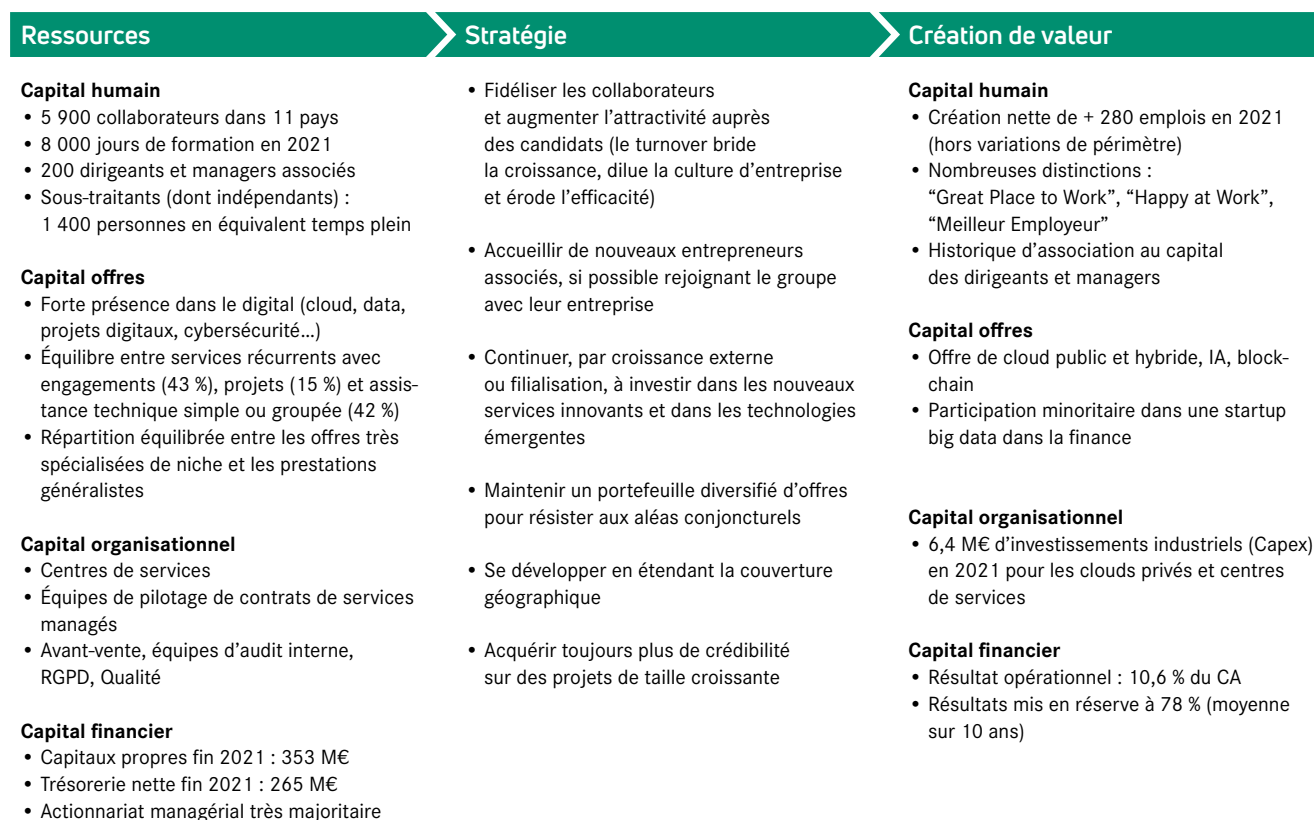 Ressources
Capital humain
• 5 900 collaborateurs dans 11 pays
• 8 000 jours de formation en 2021
• 200 dirigeants et managers associés
• Sous-traitants (dont indépendants) :
1 400 personnes en équivalent temps plein
Capital offres
• Forte présence dans le digital (cloud, data,
projets digitaux, cybersécurité...)
• Équilibre entre services récurrents avec
engagements (43 %), projets (15 %) et assis-
tance technique simple ou groupée (42 %)
• Répartition équilibrée entre les offres très
spécialisées de niche et les prestations
généralistes
Capital organisationnel
• Centres de services
• Équipes de pilotage de contrats de services
managés
• Avant-vente, équipes d’audit interne,
RGPD, Qualité
Capital financier
• Capitaux propres fin 2021 : 353 M€
• Trésorerie nette fin 2021 : 265 M€
• Actionnariat managérial très majoritaire
Stratégie
• Fidéliser les collaborateurs
et augmenter l’attractivité auprès
des candidats (le turnover bride
la croissance, dilue la culture d’entreprise
et érode l’efficacité)
• Accueillir de nouveaux entrepreneurs
associés, si possible rejoignant le groupe
avec leur entreprise
• Continuer, par croissance externe
ou filialisation, à investir dans les nouveaux
services innovants et dans les technologies
émergentes
• Maintenir un portefeuille diversifié d’offres
pour résister aux aléas conjoncturels
• Se développer en étendant la couverture
géographique
• Acquérir toujours plus de crédibilité
sur des projets de taille croissante
Création de valeur
Capital humain
• Création nette de + 280 emplois en 2021
(hors variations de périmètre)
• Nombreuses distinctions :
“Great Place to Work”, “Happy at Work”,
“Meilleur Employeur”
• Historique d’association au capital
des dirigeants et managers
Capital offres
• Offre de cloud public et hybride, IA, block-
chain
• Participation minoritaire dans une startup
big data dans la finance
Capital organisationnel
• 6,4 M€ d’investissements industriels (Capex)
en 2021 pour les clouds privés et centres
de services
Capital financier
• Résultat opérationnel : 10,6 % du CA
• Résultats mis en réserve à 78 % (moyenne
sur 10 ans)